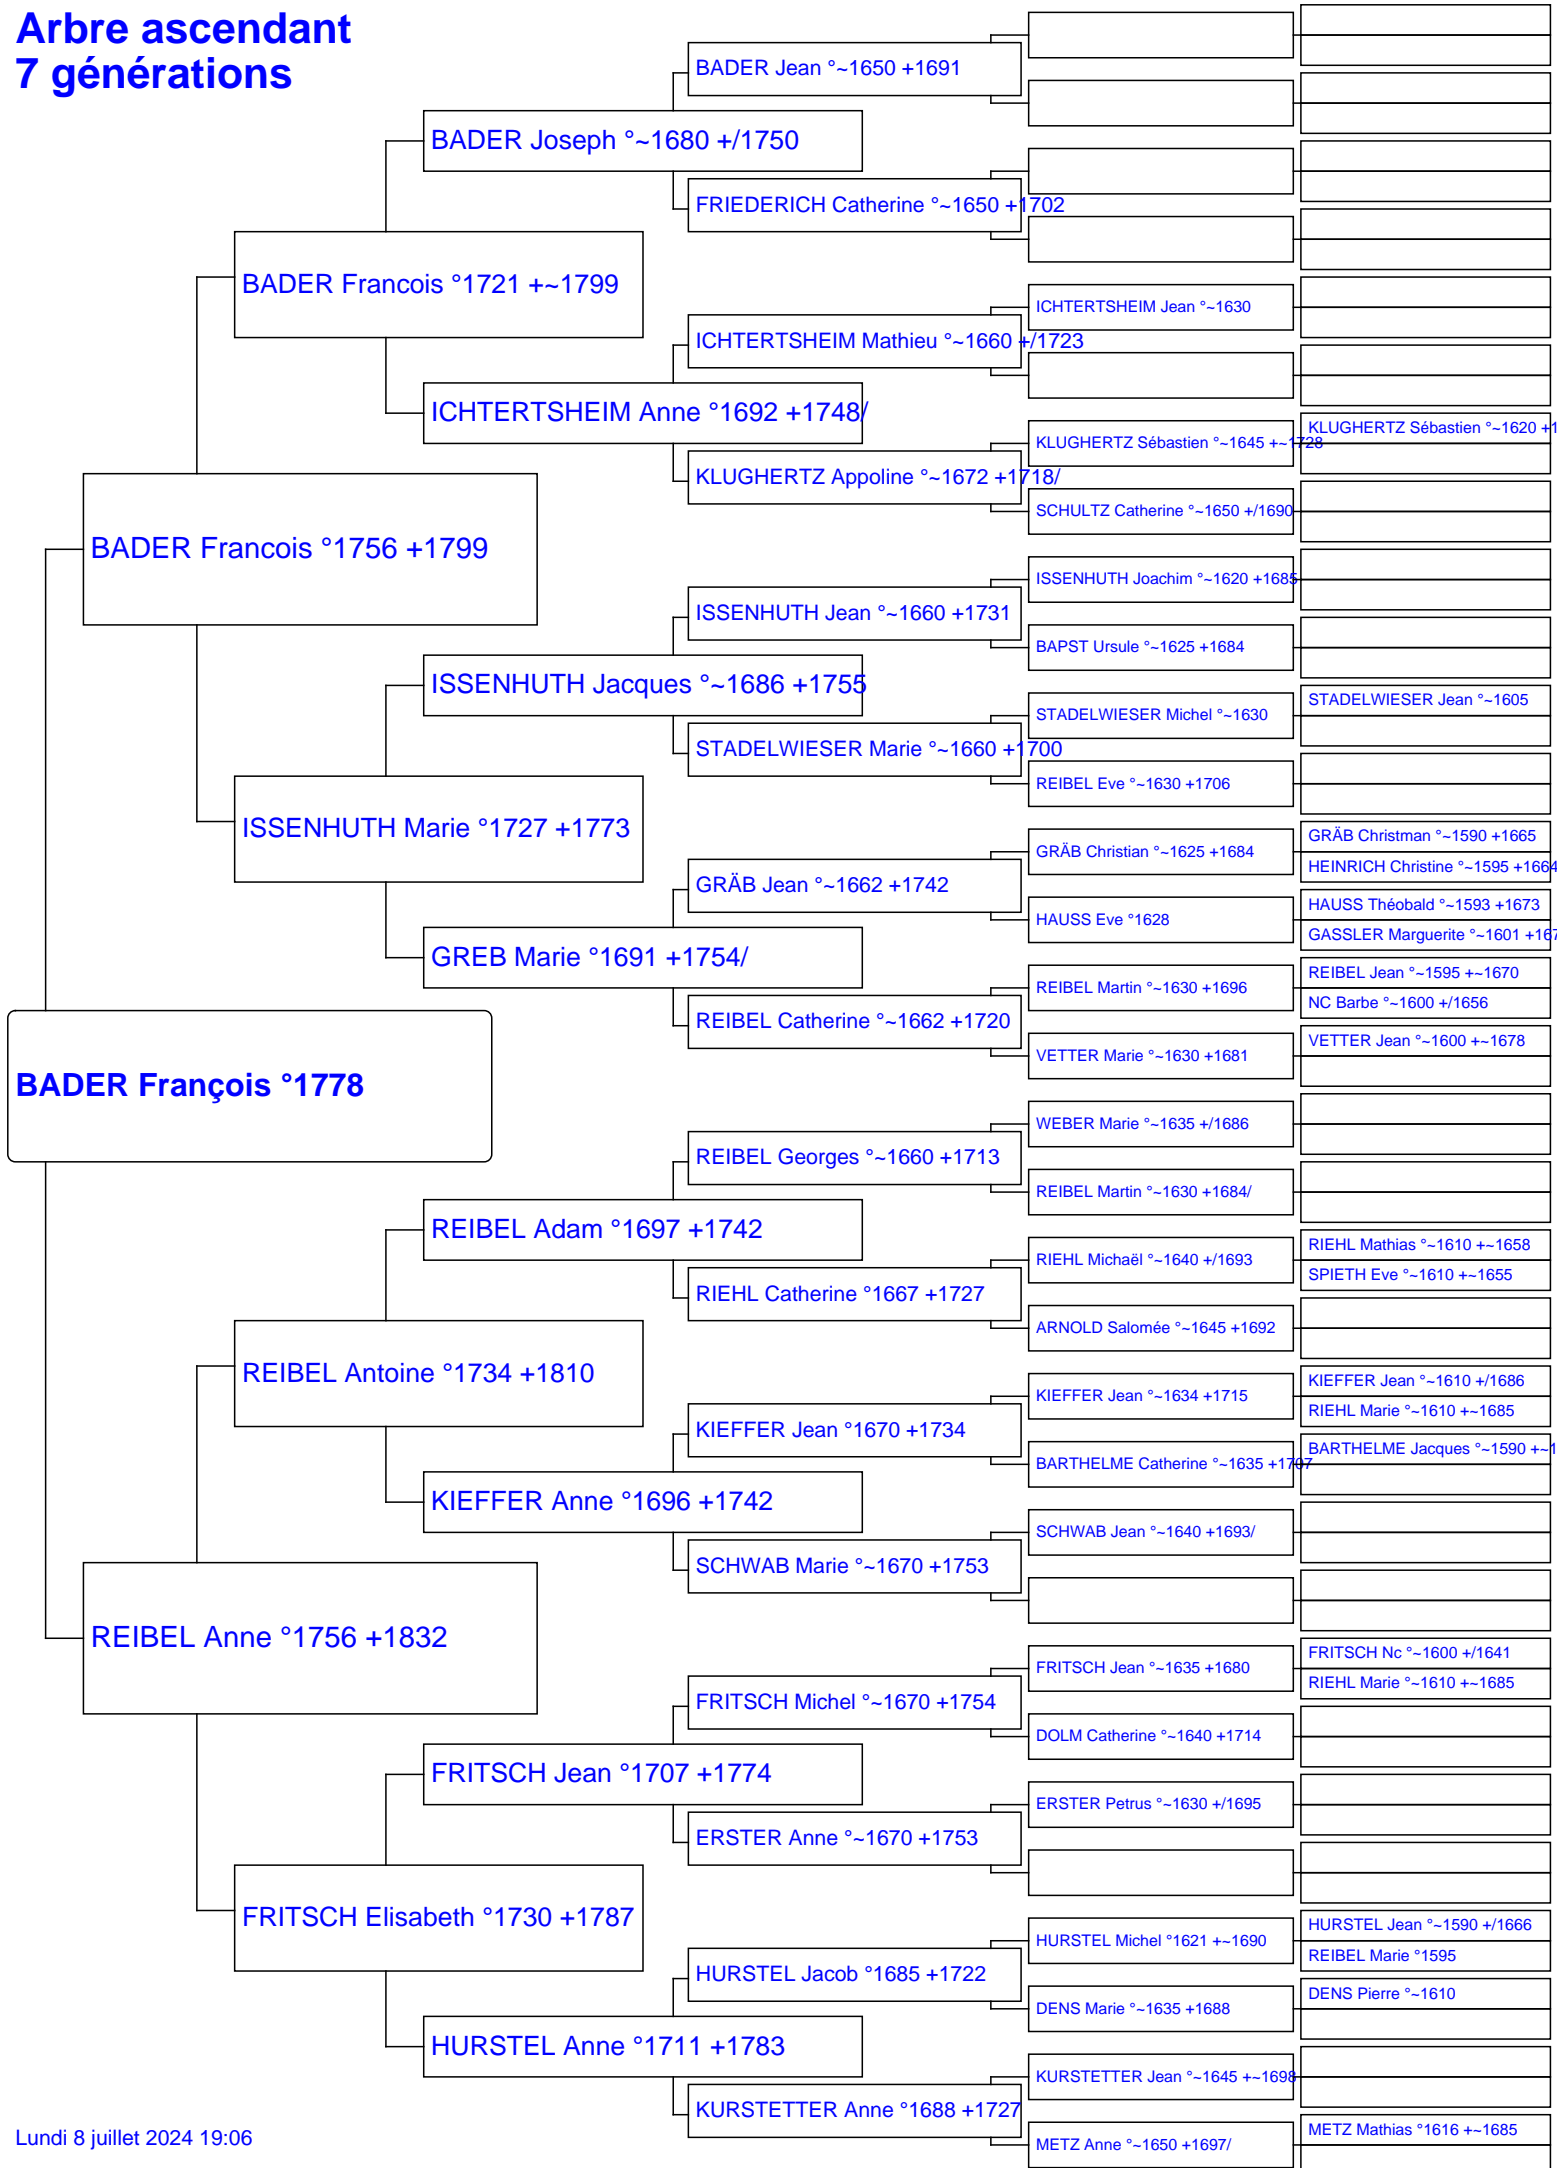 Arbre ascendant
7 générations
BADER François °1778
BADER Francois °1756 +1799
REIBEL Anne °1756 +1832
BADER Francois °1721 +~1799
ISSENHUTH Marie °1727 +1773
REIBEL Antoine °1734 +1810
FRITSCH Elisabeth °1730 +1787
BADER Joseph °~1680 +/1750
ICHTERTSHEIM Anne °1692 +1748/
ISSENHUTH Jacques °~1686 +1755
GREB Marie °1691 +1754/
REIBEL Adam °1697 +1742
KIEFFER Anne °1696 +1742
FRITSCH Jean °1707 +1774
HURSTEL Anne °1711 +1783
BADER Jean °~1650 +1691
FRIEDERICH Catherine °~1650 +1702
ICHTERTSHEIM Mathieu °~1660 +/1723
KLUGHERTZ Appoline °~1672 +1718/
ISSENHUTH Jean °~1660 +1731
STADELWIESER Marie °~1660 +1700
GRÄB Jean °~1662 +1742
REIBEL Catherine °~1662 +1720
REIBEL Georges °~1660 +1713
RIEHL Catherine °1667 +1727
KIEFFER Jean °1670 +1734
SCHWAB Marie °~1670 +1753
FRITSCH Michel °~1670 +1754
ERSTER Anne °~1670 +1753
HURSTEL Jacob °1685 +1722
KURSTETTER Anne °1688 +1727
ICHTERTSHEIM Jean °~1630
KLUGHERTZ Sébastien °~1645 +~1728
SCHULTZ Catherine °~1650 +/1690
ISSENHUTH Joachim °~1620 +1685
BAPST Ursule °~1625 +1684
STADELWIESER Michel °~1630
REIBEL Eve °~1630 +1706
GRÄB Christian °~1625 +1684
HAUSS Eve °1628
REIBEL Martin °~1630 +1696
VETTER Marie °~1630 +1681
WEBER Marie °~1635 +/1686
REIBEL Martin °~1630 +1684/
RIEHL Michaël °~1640 +/1693
ARNOLD Salomée °~1645 +1692
KIEFFER Jean °~1634 +1715
BARTHELME Catherine °~1635 +1707
SCHWAB Jean °~1640 +1693/
FRITSCH Jean °~1635 +1680
DOLM Catherine °~1640 +1714
ERSTER Petrus °~1630 +/1695
HURSTEL Michel °1621 +~1690
DENS Marie °~1635 +1688
KURSTETTER Jean °~1645 +~1698
METZ Anne °~1650 +1697/
KLUGHERTZ Sébastien °~1620 +1
STADELWIESER Jean °~1605
GRÄB Christman °~1590 +1665
HEINRICH Christine °~1595 +1664
HAUSS Théobald °~1593 +1673
GASSLER Marguerite °~1601 +167
REIBEL Jean °~1595 +~1670
NC Barbe °~1600 +/1656
VETTER Jean °~1600 +~1678
RIEHL Mathias °~1610 +~1658
SPIETH Eve °~1610 +~1655
KIEFFER Jean °~1610 +/1686
RIEHL Marie °~1610 +~1685
BARTHELME Jacques °~1590 +~1
FRITSCH Nc °~1600 +/1641
RIEHL Marie °~1610 +~1685
HURSTEL Jean °~1590 +/1666
REIBEL Marie °1595
DENS Pierre °~1610
METZ Mathias °1616 +~1685
Lundi 8 juillet 2024 19:06